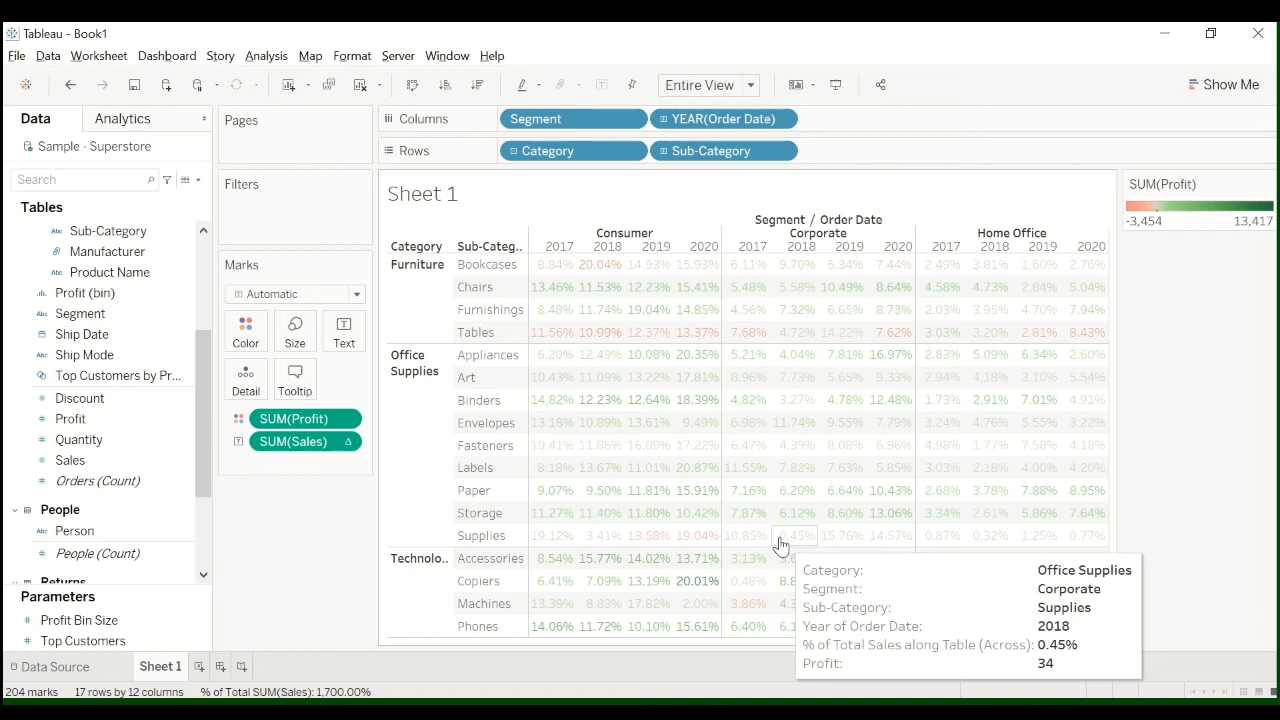 Tableau - Book1
File Data Worksheet Dashboard Story Analysis Map Format Server Window Help
Entire View
Show Me
Data Analytics
Sample - Superstore
Search
Tables
Abc Sub-Category
Manufacturer
Abc Product Name
Profit (bin)
Abc Segment
Ship Date
Abc Ship Mode
Top Customers by Pr...
# Discount
# Profit
# Quantity
# Sales
# Orders (Count)
People
Abc Person
# People (Count)
Returns
Parameters
# Profit Bin Size
# Top Customers
Pages
Filters
Marks
Automatic
Color Size Text
Detail Tooltip
SUM(Profit)
SUM(Sales) Δ
Columns Segment YEAR(Order Date)
Rows Category Sub-Category
Sheet 1
Segment / Order Date
Consumer Corporate Home Office
Category Sub-Categ.. 2017 2018 2019 2020 2017 2018 2019 2020 2017 2018 2019 2020
Furniture Bookcases 8.84% 20.04% 14.93% 15.93% 6.11% 9.70% 6.34% 7.44% 2.49% 3.81% 1.60% 2.76%
Chairs 13.46% 11.53% 12.23% 15.41% 5.48% 5.58% 10.49% 8.64% 4.58% 4.73% 2.84% 5.04%
Furnishings 8.48% 11.74% 19.04% 14.85% 4.56% 7.32% 6.65% 8.73% 2.03% 3.95% 4.70% 7.94%
Tables 11.56% 10.99% 12.37% 13.37% 7.68% 4.72% 14.22% 7.62% 3.03% 3.20% 2.81% 8.43%
Office Supplies Appliances 6.20% 12.49% 10.08% 20.35% 5.21% 4.04% 7.81% 16.97% 2.83% 5.09% 6.34% 2.60%
Art 10.43% 11.09% 13.22% 17.81% 8.96% 7.73% 5.65% 9.33% 2.94% 4.18% 3.10% 5.54%
Binders 14.82% 12.23% 12.64% 18.39% 4.82% 3.27% 4.78% 12.48% 1.73% 2.91% 7.01% 4.91%
Envelopes 13.18% 10.89% 13.61% 9.49% 6.98% 11.74% 9.55% 7.79% 3.24% 4.76% 5.55% 3.22%
Fasteners 10.41% 11.86% 16.09% 17.22% 6.47% 4.39% 8.08% 6.96% 4.98% 1.77% 7.58% 4.18%
Labels 8.18% 13.67% 11.01% 20.87% 11.55% 7.82% 7.63% 5.85% 3.03% 2.18% 4.00% 4.20%
Paper 9.07% 9.50% 11.81% 15.91% 7.16% 6.20% 6.64% 10.43% 2.68% 3.78% 7.88% 8.95%
Storage 11.27% 11.40% 11.80% 10.42% 7.87% 6.12% 8.60% 13.06% 3.34% 2.61% 5.86% 7.64%
Supplies 19.12% 3.41% 13.58% 19.04% 10.85% 0.45% 15.76% 14.57% 0.87% 0.32% 1.25% 0.77%
Technolo.. Accessories 8.54% 15.77% 14.02% 13.71% 3.13%
Copiers 6.41% 7.09% 13.19% 20.01% 0.48%
Machines 13.39% 8.83% 17.82% 2.00% 3.86%
Phones 14.06% 11.72% 10.10% 15.61% 6.40%
Category: Office Supplies
Segment: Corporate
Sub-Category: Supplies
Year of Order Date: 2018
% of Total Sales along Table (Across): 0.45%
Profit: 34
SUM(Profit)
-3,454 13,417
Data Source Sheet 1
204 marks 17 rows by 12 columns % of Total SUM(Sales): 1,700.00%